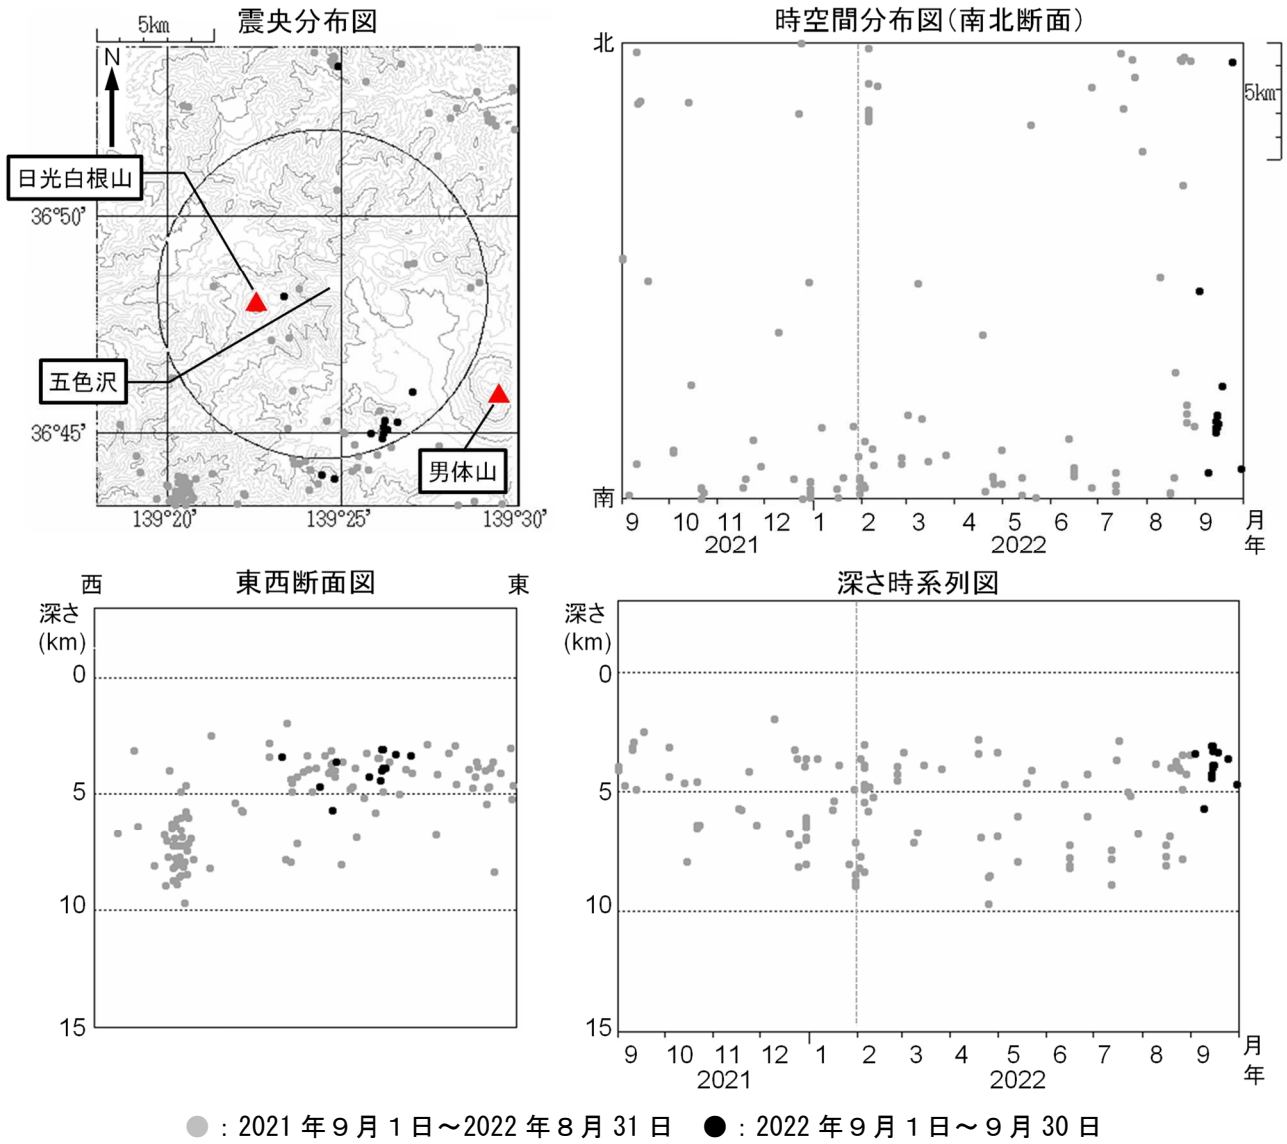 震央分布図
5km
N
日光白根山
五色沢
男体山
36°50'
36°45'
139°20' 139°25' 139°30'
時空間分布図(南北断面)
北
5km
南
9 10 11 12 1 2 3 4 5 6 7 8 9 月
2021 2022 年
東西断面図
西 東
深さ
(km)
0
5
10
15
深さ時系列図
深さ
(km)
0
5
10
15
9 10 11 12 1 2 3 4 5 6 7 8 9 月
2021 2022 年
●：2021年９月１日～2022年８月31日 ●：2022年９月１日～９月30日